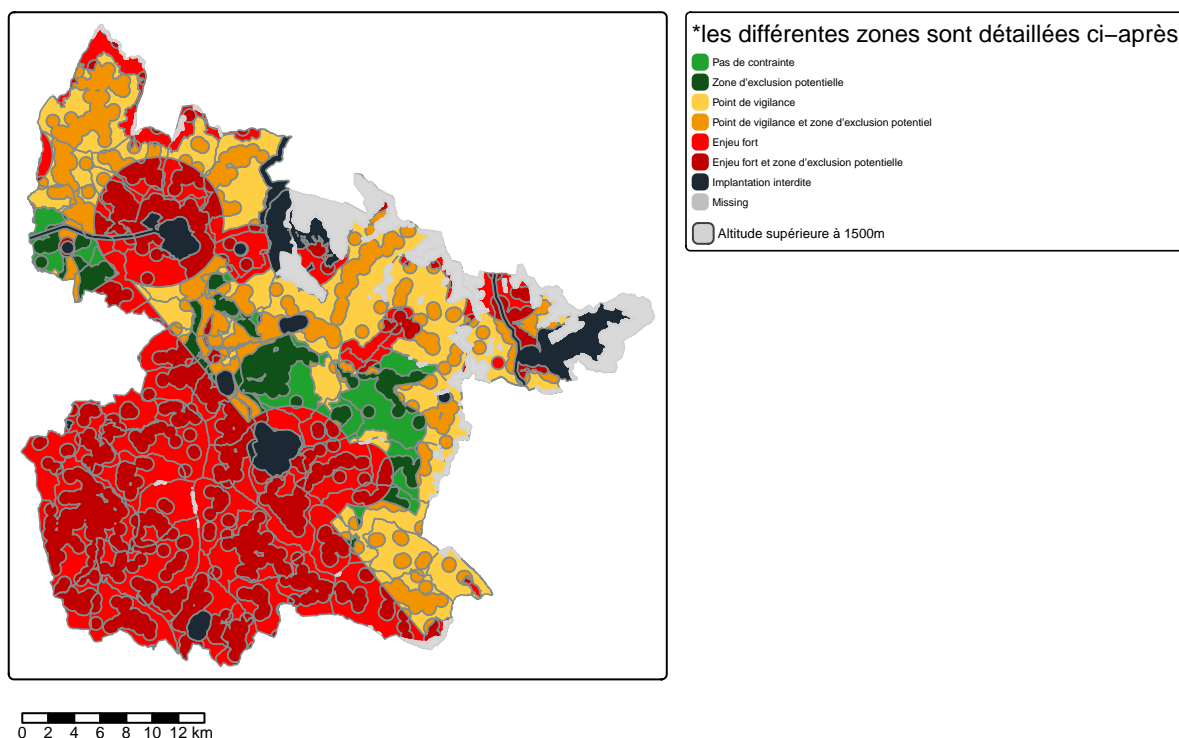 *les différentes zones sont détaillées ci–après
Pas de contrainte
Zone d'exclusion potentielle
Point de vigilance
Point de vigilance et zone d'exclusion potentiel
Enjeu fort
Enjeu fort et zone d'exclusion potentielle
Implantation interdite
Missing
Altitude supérieure à 1500m
0 2 4 6 8 10 12 km